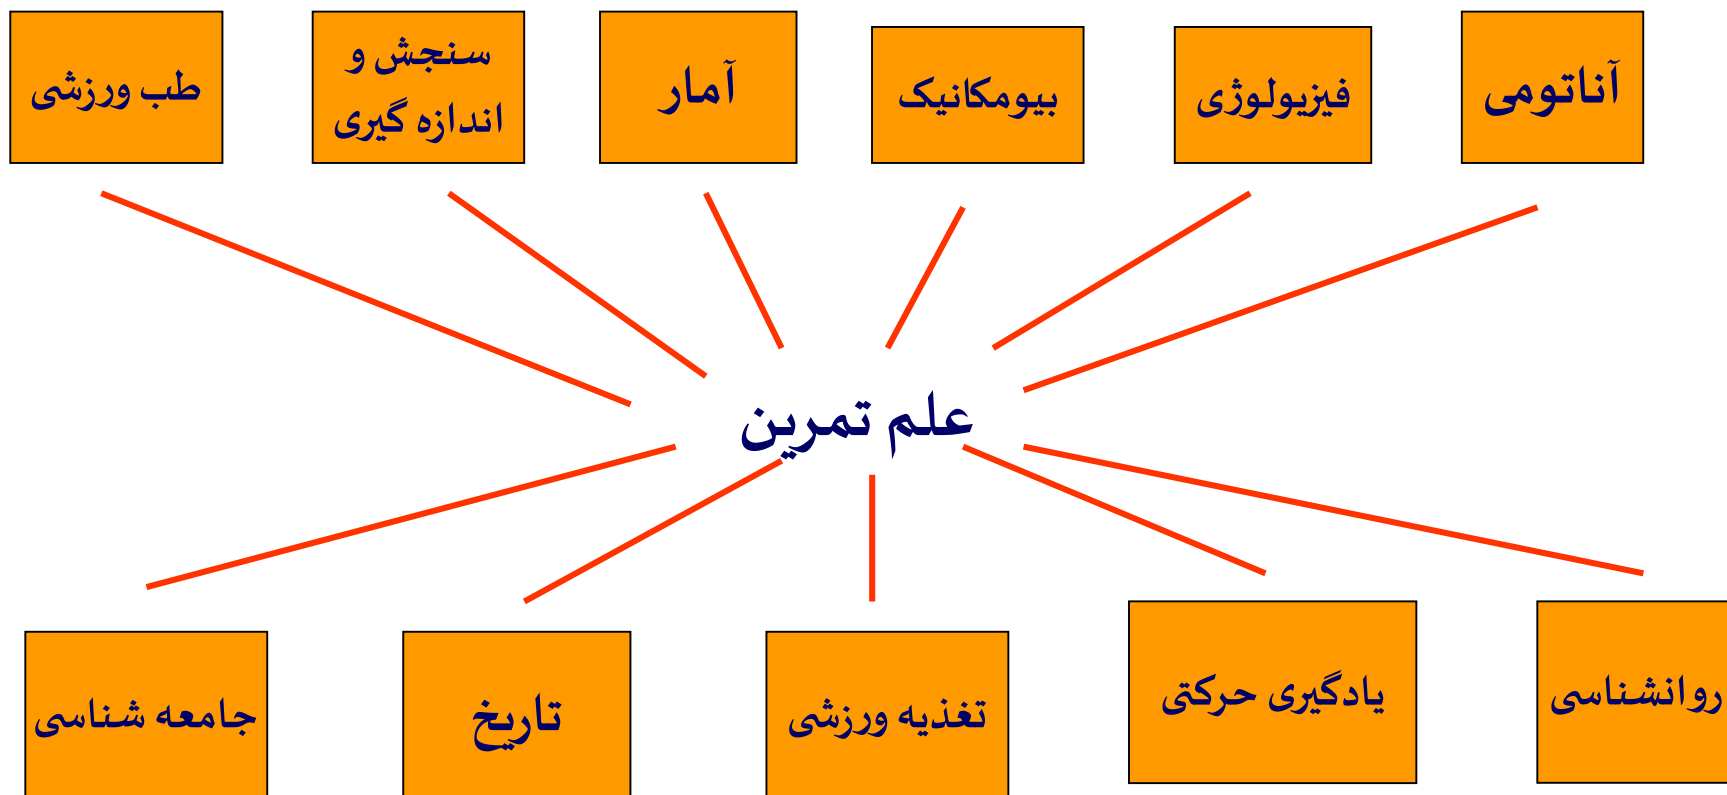 آناتومی
فیزیولوژی
بیومکانیک
آمار
سنجش و
اندازه گیری
طب ورزشی
علم تمرین
روانشناسی
یادگیری حرکتی
تغذیه ورزشی
تاریخ
جامعه شناسی